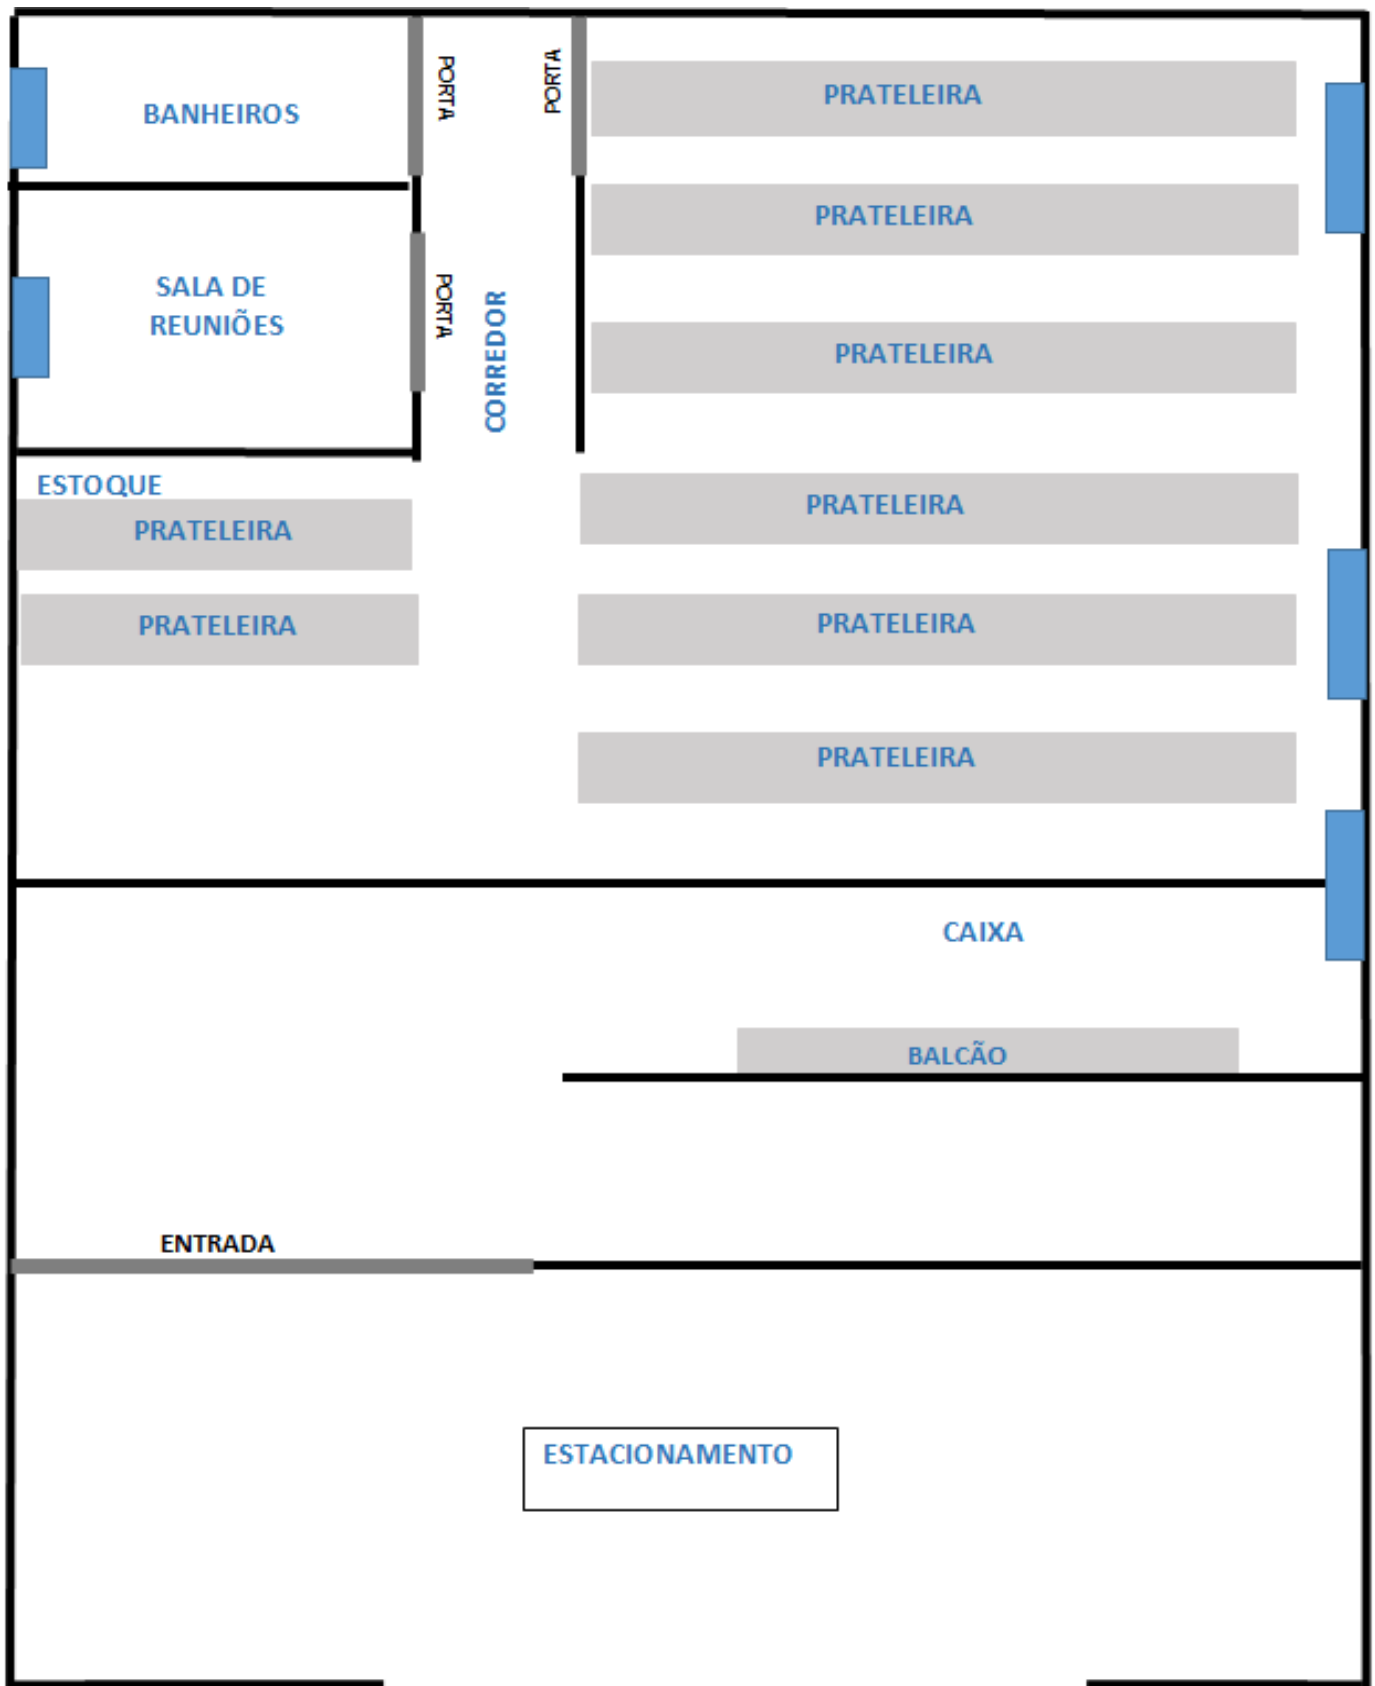 PORTA
PORTA
PRATELEIRA
BANHEIROS
PRATELEIRA
SALA DE
REUNIÕES
PORTA
CORREDOR
PRATELEIRA
ESTOQUE
PRATELEIRA
PRATELEIRA
PRATELEIRA
PRATELEIRA
PRATELEIRA
CAIXA
BALCÃO
ENTRADA
ESTACIONAMENTO